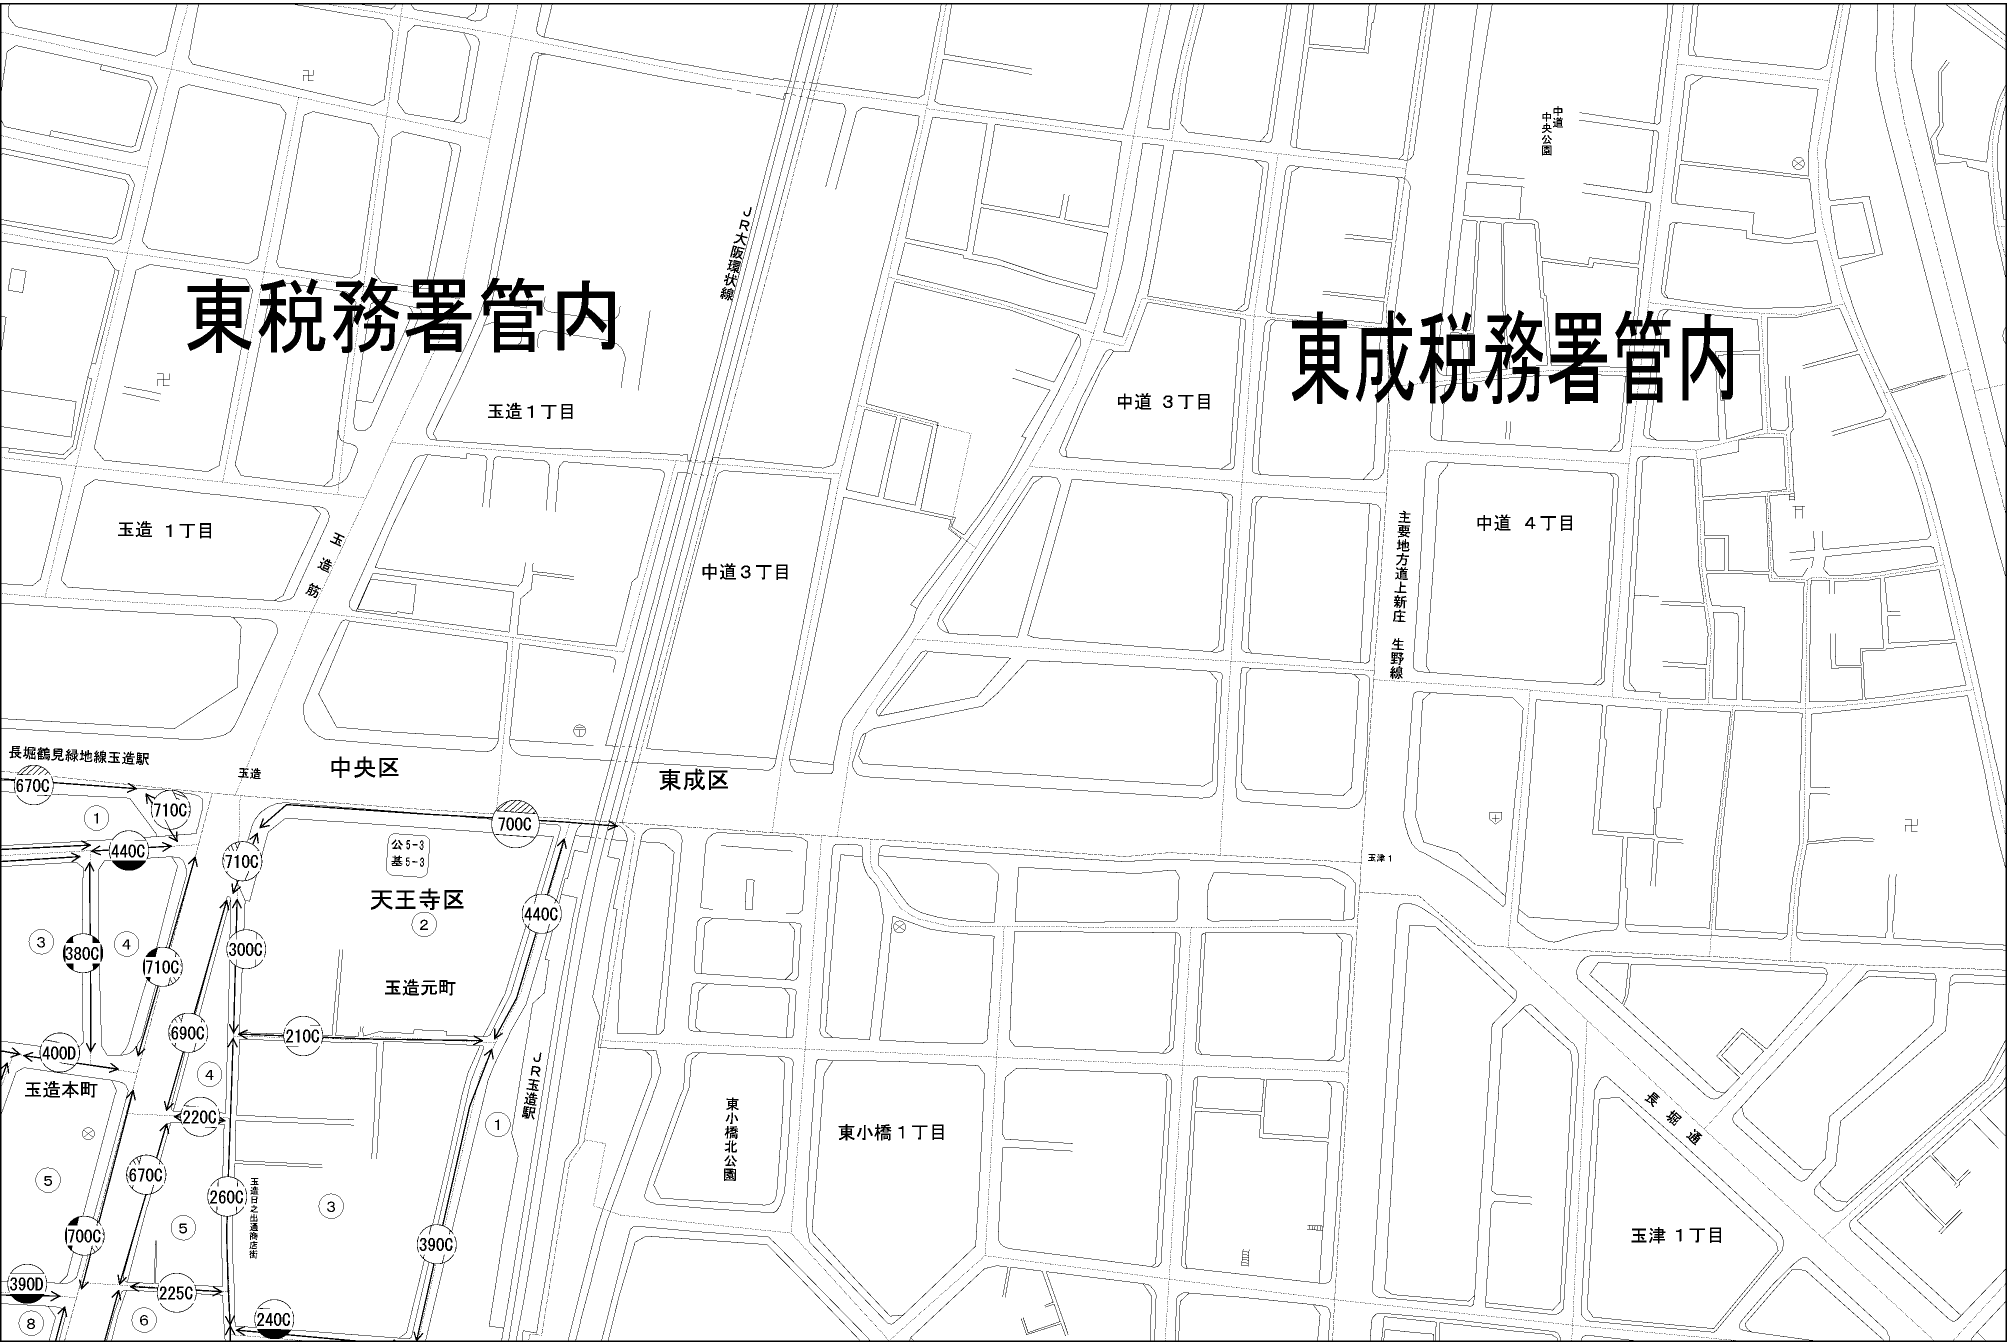 中道
中央公園
JR大阪環状線
東税務署管内
東成税務署管内
玉造1丁目
中道 3丁目
玉造 1丁目
玉造筋
中道3丁目
主要地方道上新庄 生野線
中道 4丁目
長堀鶴見緑地線玉造駅
玉造
中央区
東成区
670C
710C
1
440C
700C
710C
公5-3
基5-3
玉津1
天王寺区
2
440C
3
380C
4
710C
300C
玉造元町
690C
210C
400D
玉造本町
4
JR玉造駅
220C
1
東小橋北公園
東小橋1丁目
長堀通
5
670C
260C
玉造日之出通商店街
3
5
700C
390C
玉津 1丁目
390D
225C
8
6
240C